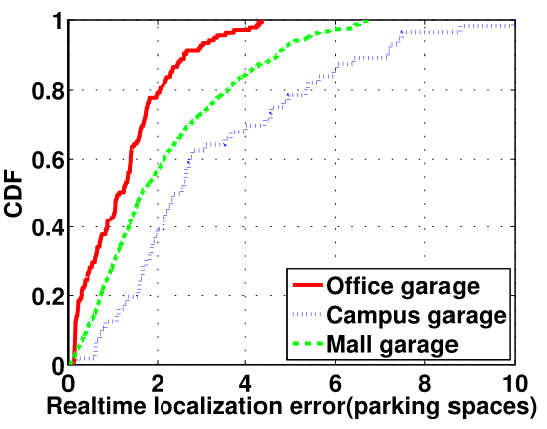 1
0.8
0.6
0.4
0.2
0
CDF
Office garage
Campus garage
Mall garage
0 2 4 6 8 10
Realtime localization error(parking spaces)